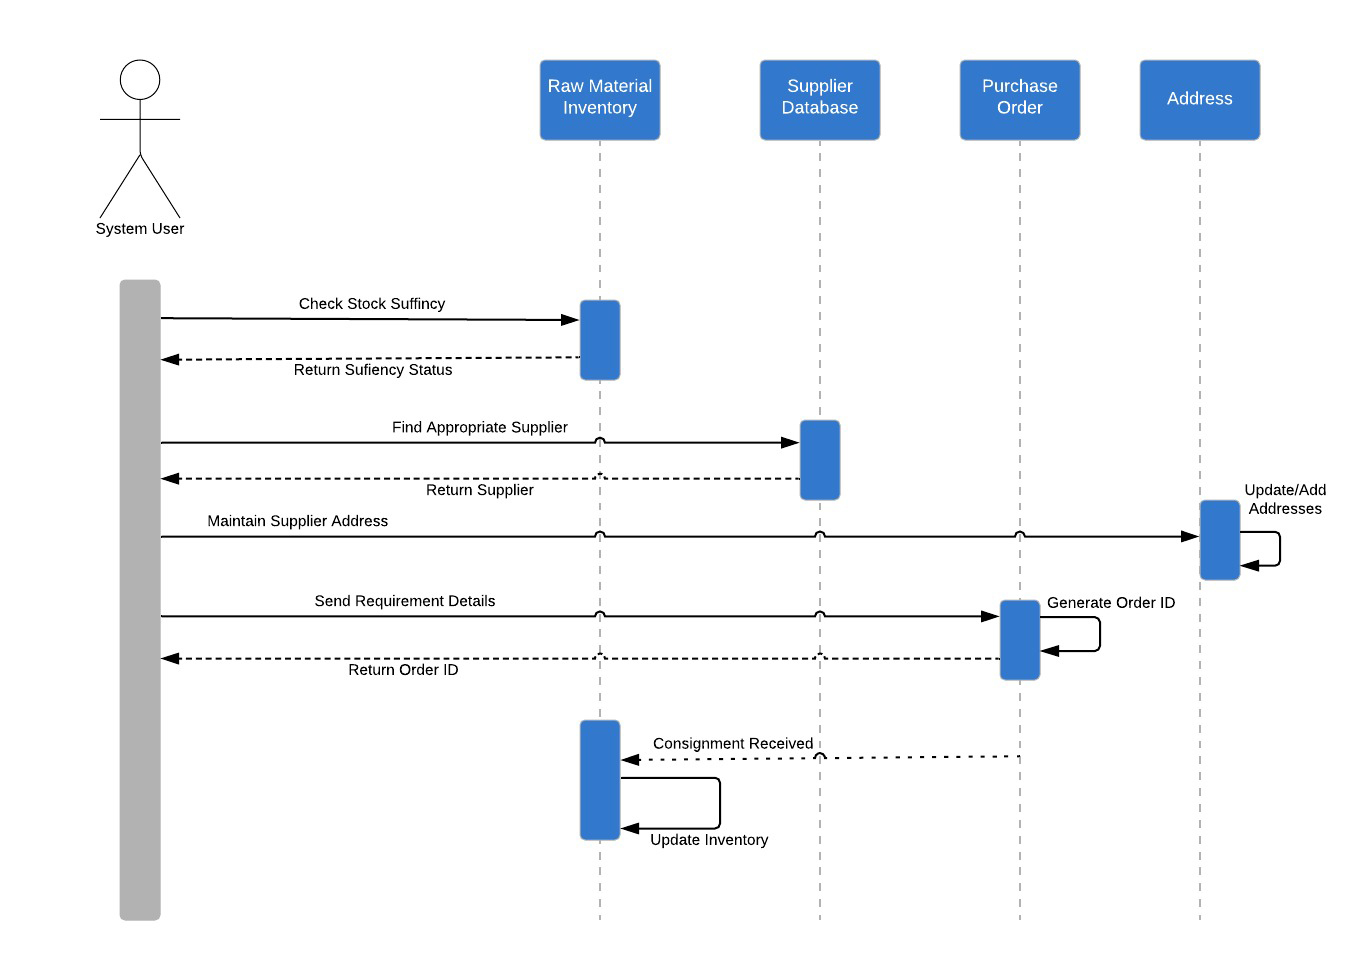 Raw Material
Inventory
Supplier
Database
Purchase
Order
Address
System User
Check Stock Suffincy
Return Sufiency Status
Find Appropriate Supplier
Return Supplier
Update/Add
Addresses
Maintain Supplier Address
Send Requirement Details
Generate Order ID
Return Order ID
Consignment Received
Update Inventory